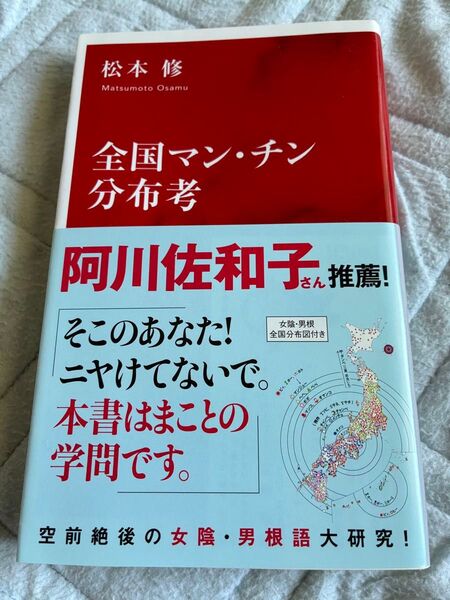 松本 修
Matsumoto Osamu
全国マン・チン
分布考
阿川佐和子さん 推薦!
「そこのあなた!
ニヤけてないで。
本書はまことの
学問です。」
女陰・男根
全国分布図付き
空前絶後の女陰・男根語大研究!